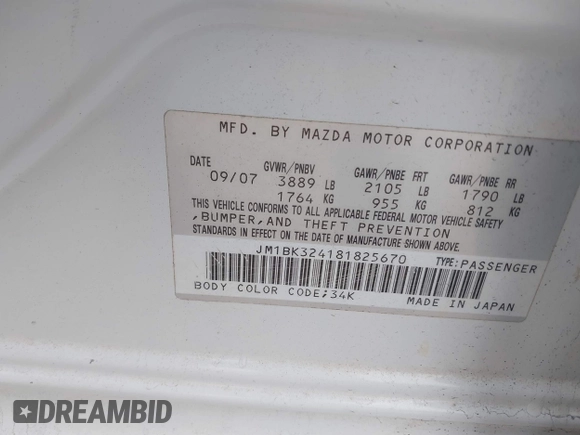 MFD. BY MAZDA MOTOR CORPORATION
DATE GVWR/PNBV GAWR/PNBE FRT GAWR/PNBE RR
09/07 3889 LB 2105 LB 1790 LB
1764 KG 955 KG 812 KG
THIS VEHICLE CONFORMS TO ALL APPLICABLE FEDERAL MOTOR VEHICLE SAFETY
,BUMPER,AND THEFT PREVENTION
STANDARDS IN EFFECT ON THE DATE OF MANUFACTURE SHOWN ABOVE.
JM1BK324181825670 TYPE:PASSENGER
BODY COLOR CODE;34K MADE IN JAPAN
DREAMBID